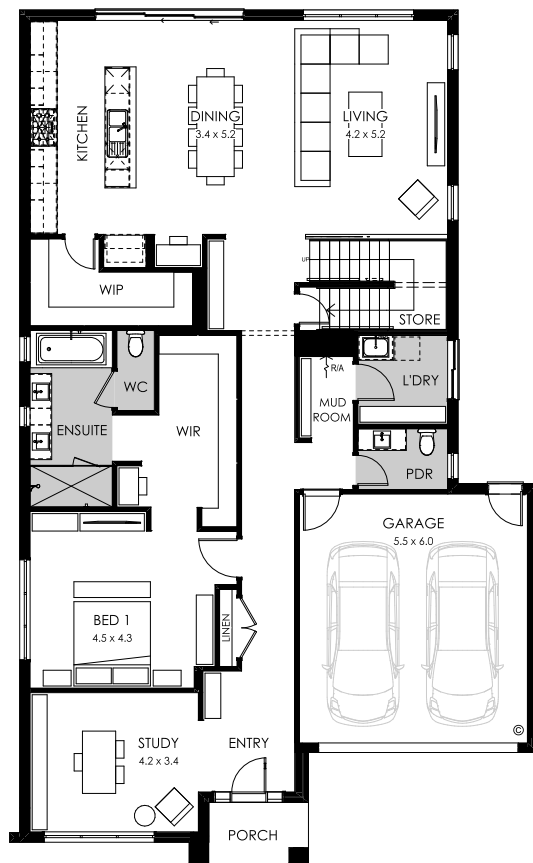 KITCHEN
DINING
3.4 x 5.2
LIVING
4.2 x 5.2
WIP
UP
STORE
WC
R/A
L'DRY
MUD
ROOM
ENSUITE
WIR
PDR
GARAGE
5.5 x 6.0
BED 1
4.5 x 4.3
LINEN
©
STUDY
4.2 x 3.4
ENTRY
PORCH